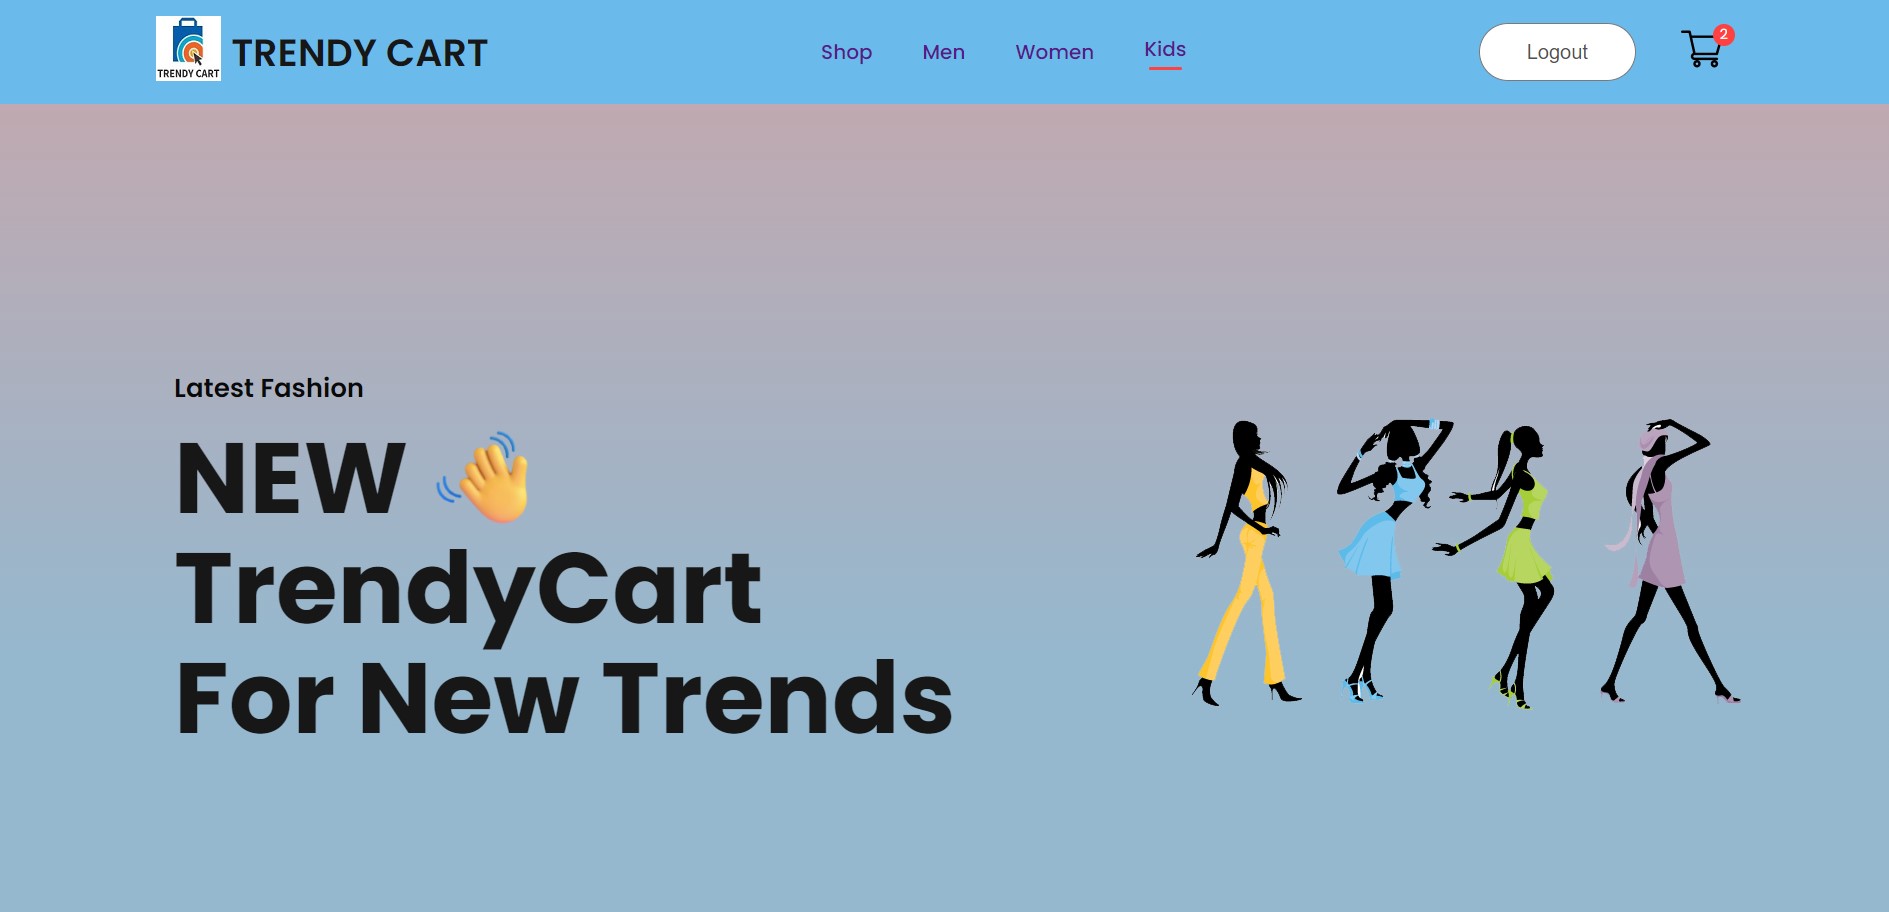 TRENDY CART
TRENDY CART
Shop
Men
Women
Kids
Logout
2
Latest Fashion
NEW 👋
TrendyCart
For New Trends